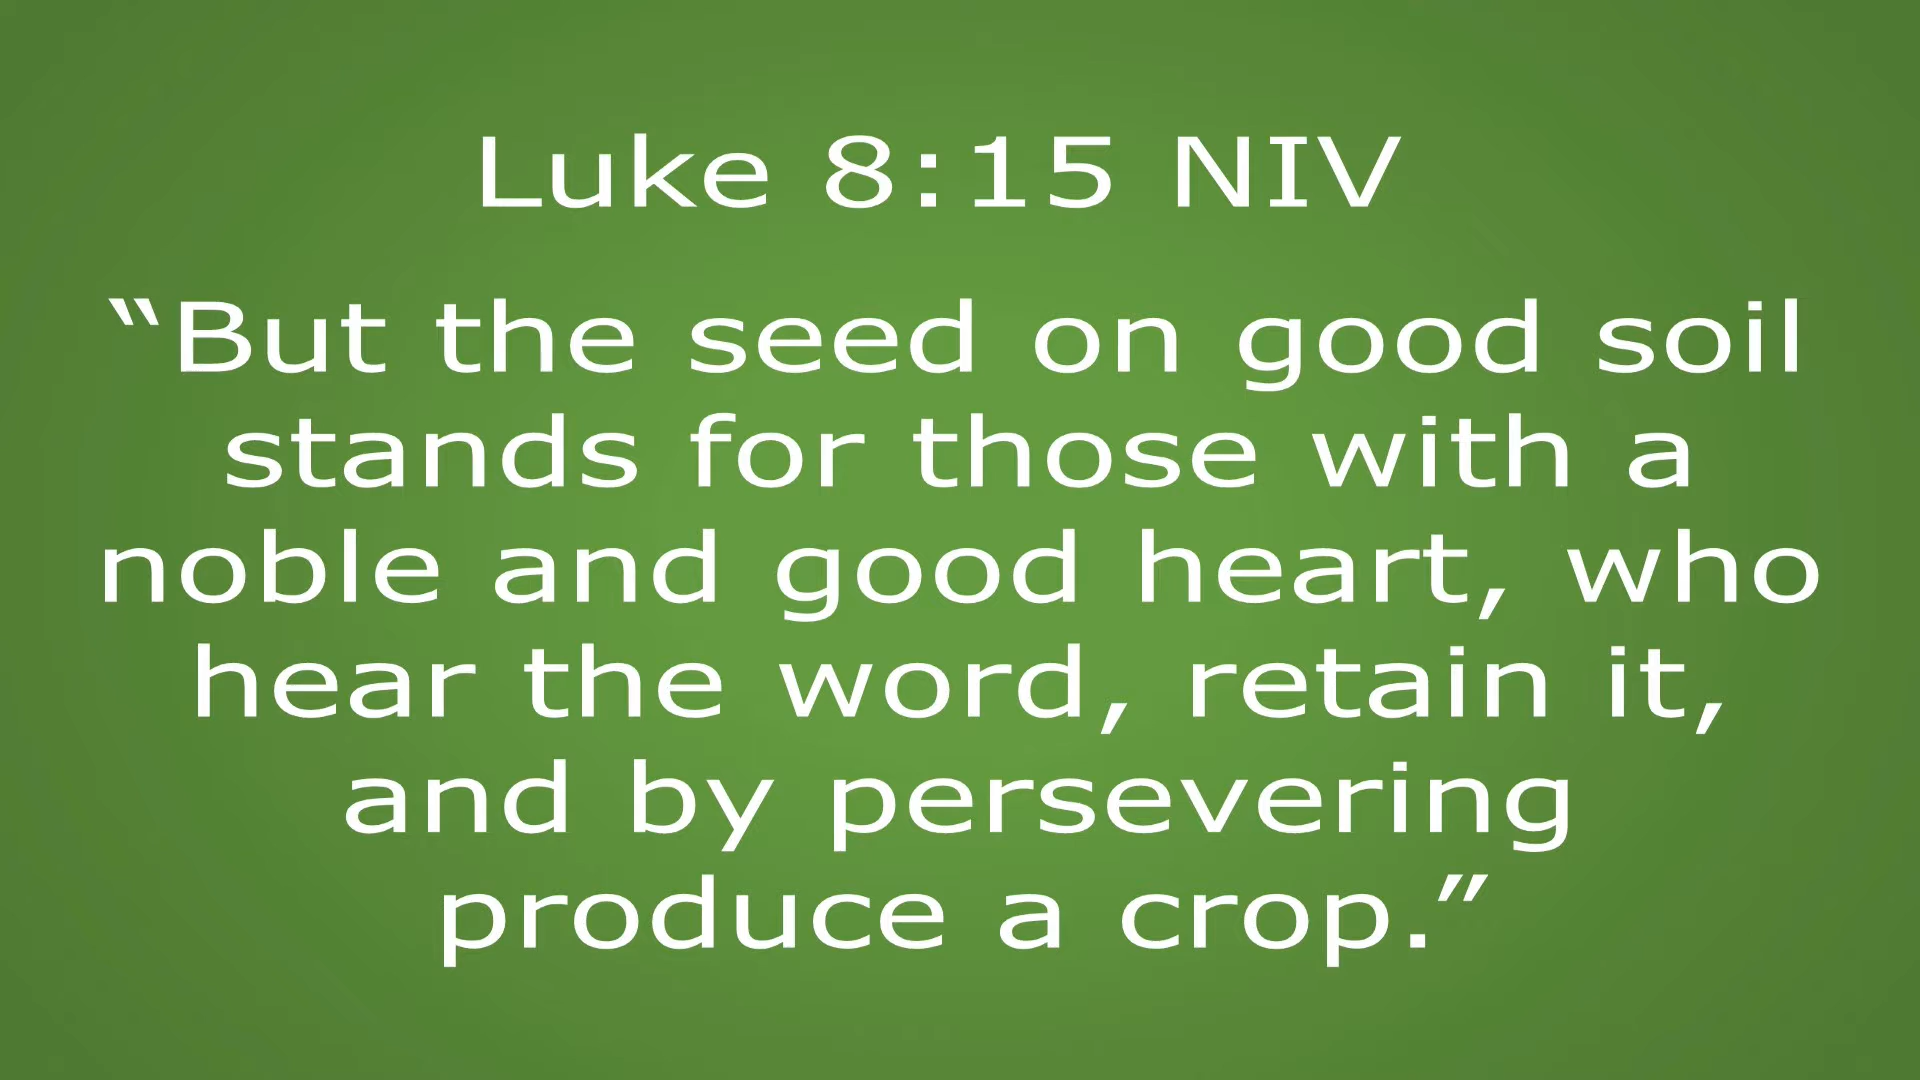 Luke 8:15 NIV
“But the seed on good soil
stands for those with a
noble and good heart, who
hear the word, retain it,
and by persevering
produce a crop.”